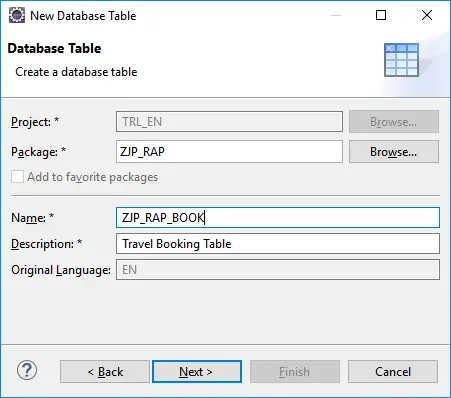 New Database Table
Database Table
Create a database table
Project: * TRL_EN Browse...
Package: * ZJP_RAP Browse...
Add to favorite packages
Name: * ZJP_RAP_BOOK
Description: * Travel Booking Table
Original Language: EN
? < Back Next > Finish Cancel